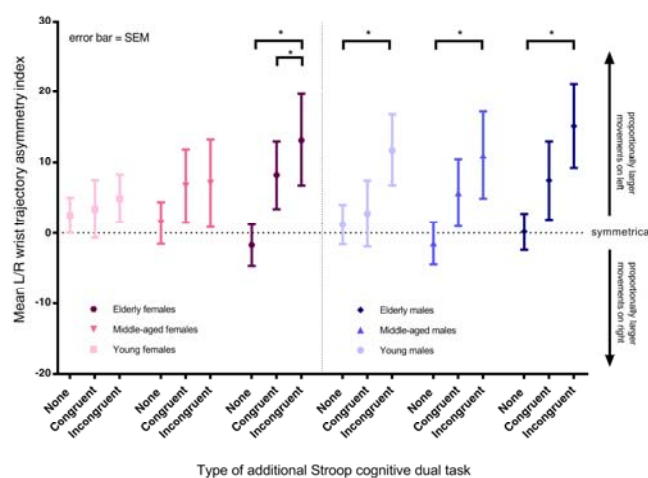 30
20
10
0
-10
-20
Mean L/R wrist trajectory asymmetry index
error bar = SEM
*
*
*
*
*
proportionally larger
movements on left
symmetrical
proportionally larger
movements on right
Elderly females
Middle-aged females
Young females
Elderly males
Middle-aged males
Young males
None
Congruent
Incongruent
None
Congruent
Incongruent
None
Congruent
Incongruent
None
Congruent
Incongruent
None
Congruent
Incongruent
None
Congruent
Incongruent
Type of additional Stroop cognitive dual task